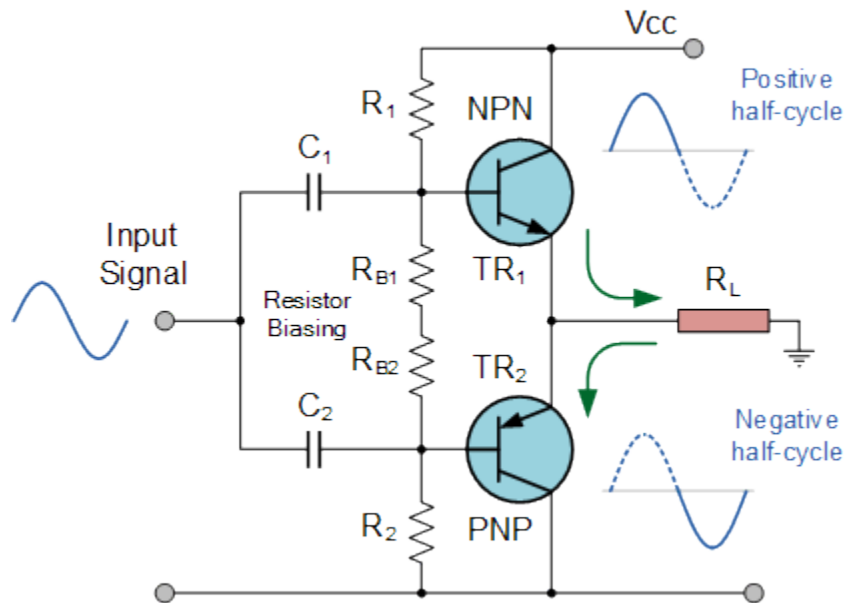 Vcc
Positive
half-cycle
R1
NPN
C1
Input
Signal
RB1
TR1
RL
Resistor
Biasing
RB2
TR2
C2
Negative
half-cycle
R2
PNP